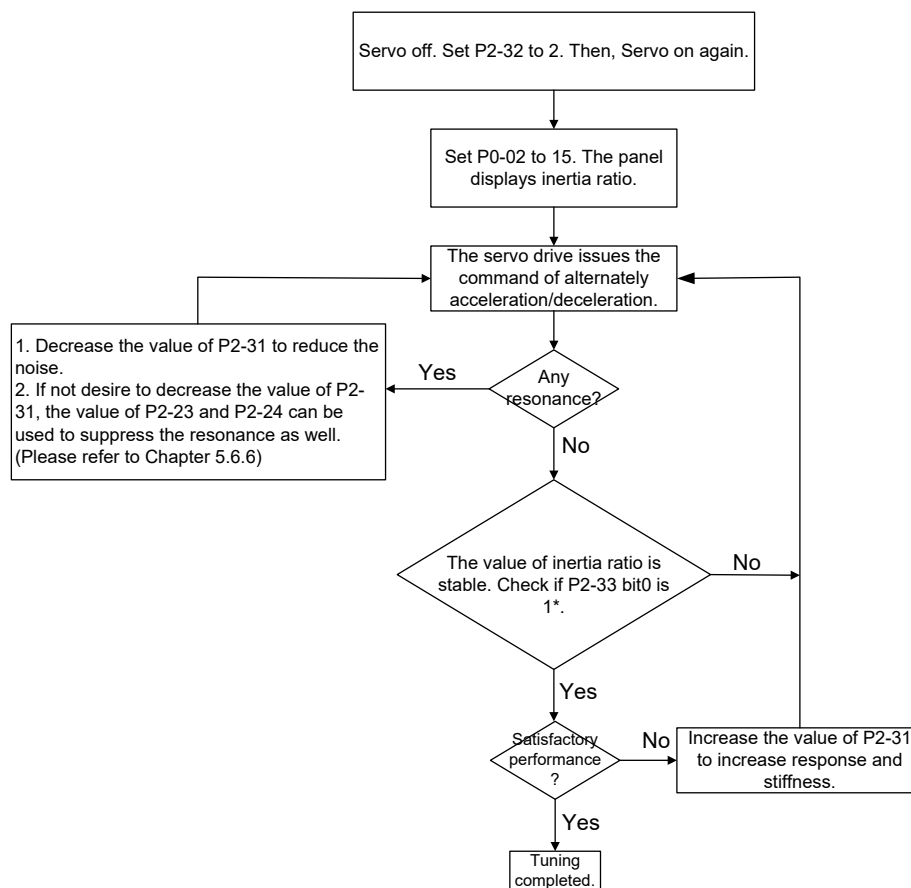 Servo off. Set P2-32 to 2. Then, Servo on again.
Set P0-02 to 15. The panel
displays inertia ratio.
The servo drive issues the
command of alternately
acceleration/deceleration.
1. Decrease the value of P2-31 to reduce the
noise.
2. If not desire to decrease the value of P2-
31, the value of P2-23 and P2-24 can be
used to suppress the resonance as well.
(Please refer to Chapter 5.6.6)
Yes
Any
resonance?
No
The value of inertia ratio is
stable. Check if P2-33 bit0 is
1*.
No
Yes
Satisfactory
performance
?
No
Increase the value of P2-31
to increase response and
stiffness.
Yes
Tuning
completed.